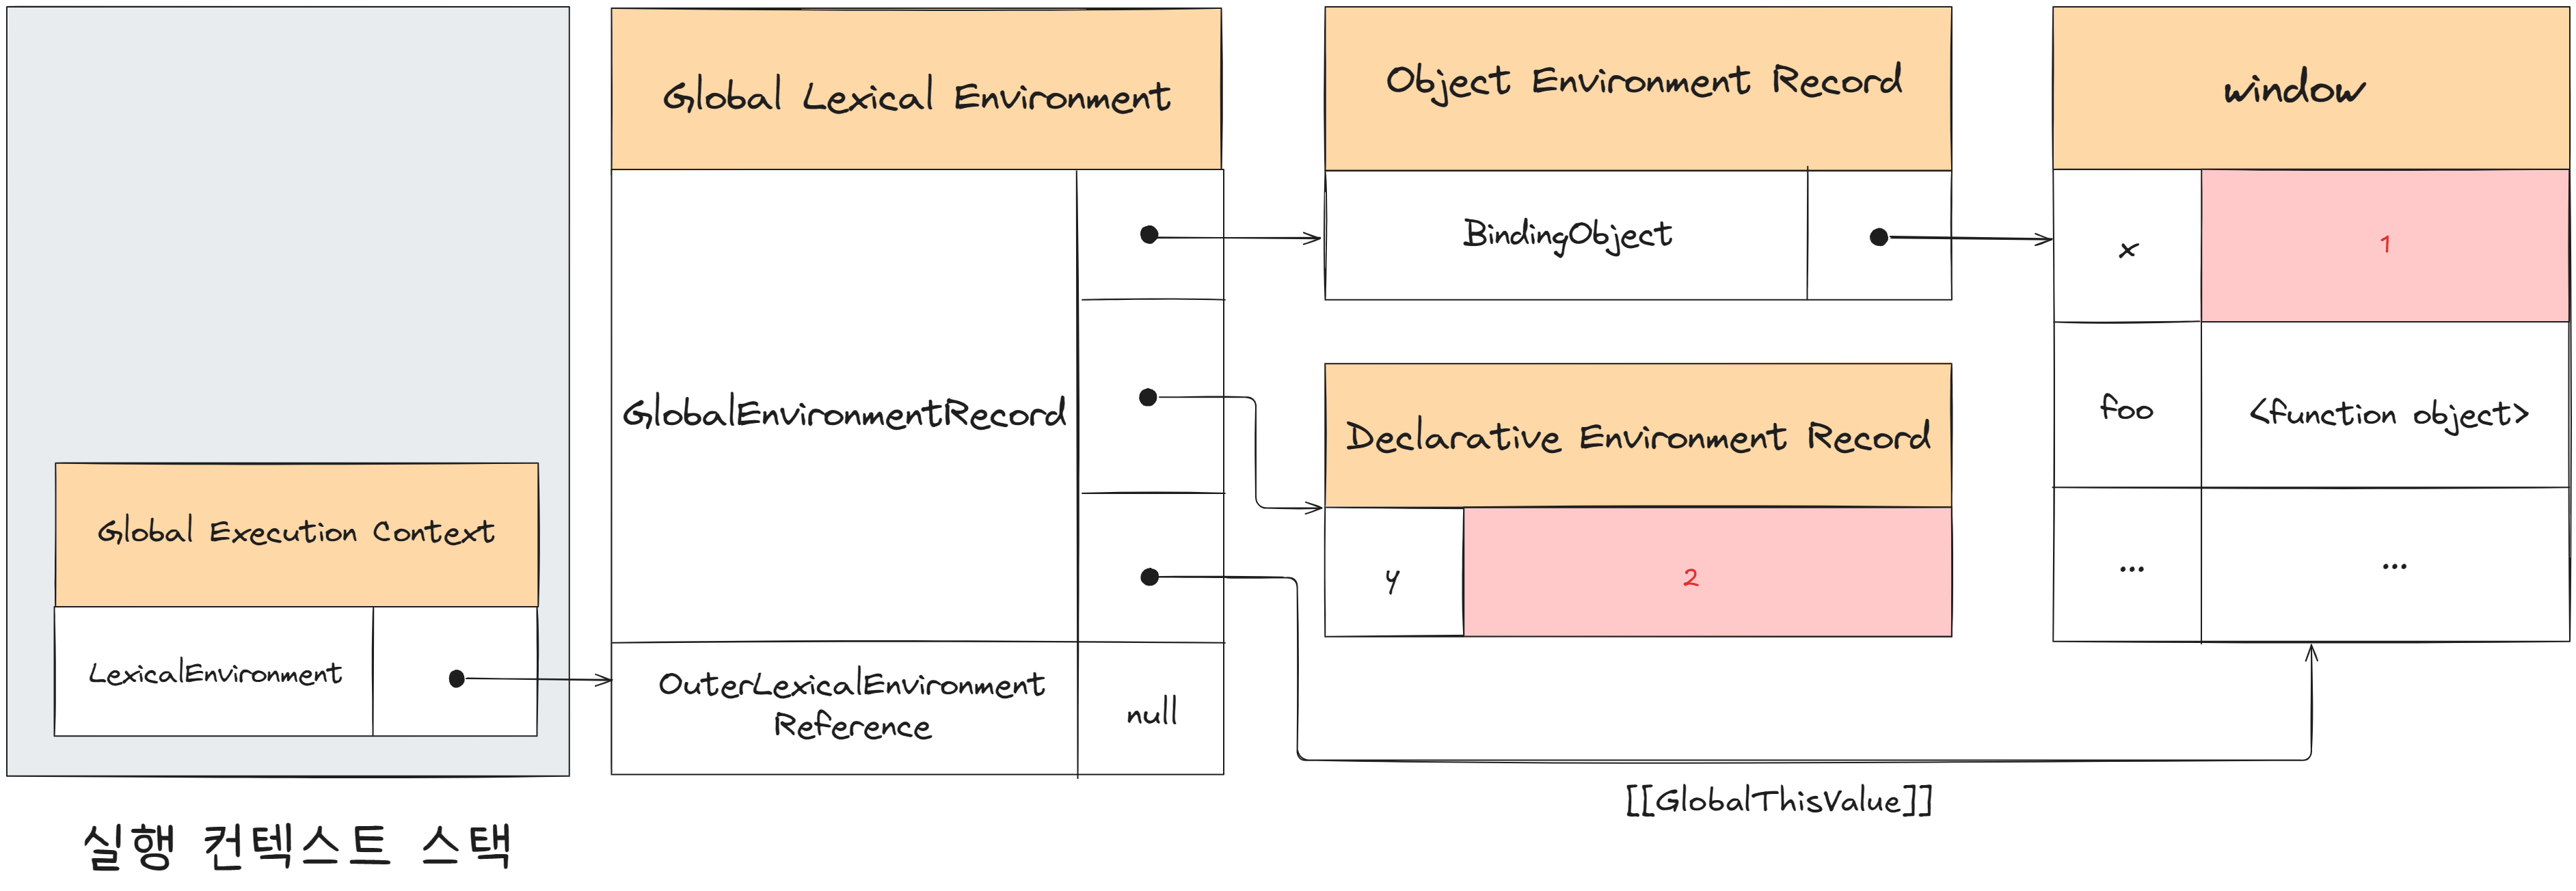 Global Execution Context
LexicalEnvironment
실행 컨텍스트 스택
Global Lexical Environment
GlobalEnvironmentRecord
OuterLexicalEnvironment
Reference
null
Object Environment Record
BindingObject
Declarative Environment Record
y
2
[[GlobalThisValue]]
window
x
1
foo
<function object>
...
...